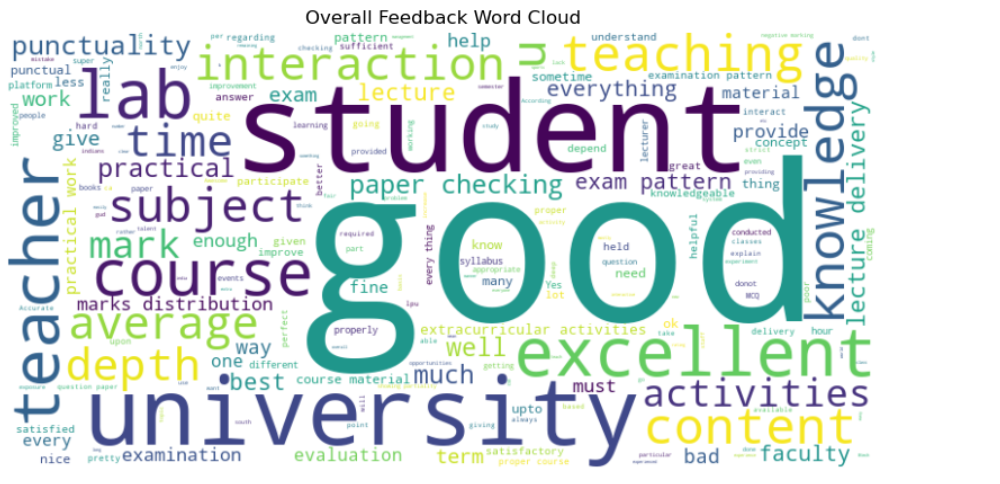 Overall Feedback Word Cloud
punctuality
interaction
u
pattern
regarding
checking
sufficient
help
teaching
understand
examination pattern
punctual
super
platform
less
really
work
lab
exam
lecture
answer
improvement
sometime
everything
material
interact
knowledge
improved
people
hard
give
time
quite
learning
going
provided
working
student
depend
lecturer
provide
concept
strict
even
providing
teacher
practical work
practical
participate
books
paper
better
great
paper checking
exam pattern
thing
knowledgeable
lecture delivery
coming
subject
good
mark
enough
given
improve
required
part
every thing
know
syllabus
appropriate
many
proper
held
question
need
helpful
conducted
classes
explain
experiment
donot
MCQ
poor
course
events
fine
Yes
lot
marks distribution
Accurate
average
upon
perfect
properly
lpu
able
extracurricular activities
ok
take
delivery
hour
depth
way
one
different
well
getting
opportunities
excellent
question paper
best
course material
much
must
activities
university
will
point
giving
upto
always
based
available
content
satisfied
every
nice
pretty
examination
evaluation
term
satisfactory
proper course
bad
particular
faculty